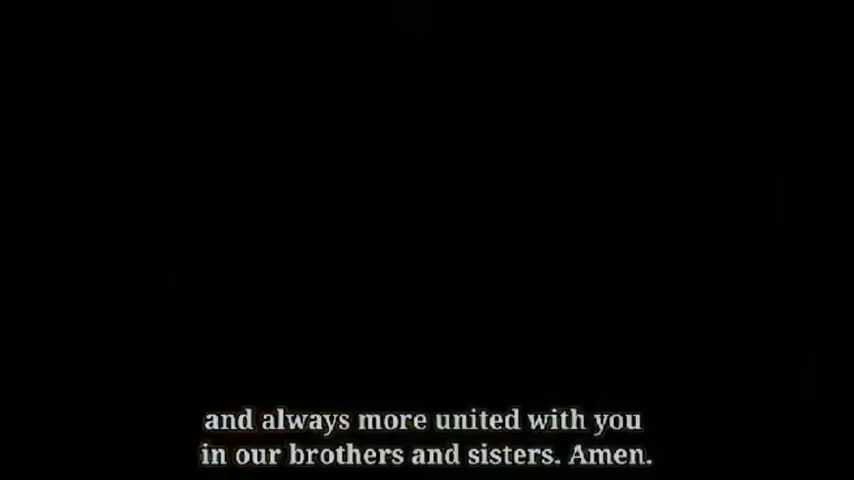 and always more united with you
in our brothers and sisters. Amen.